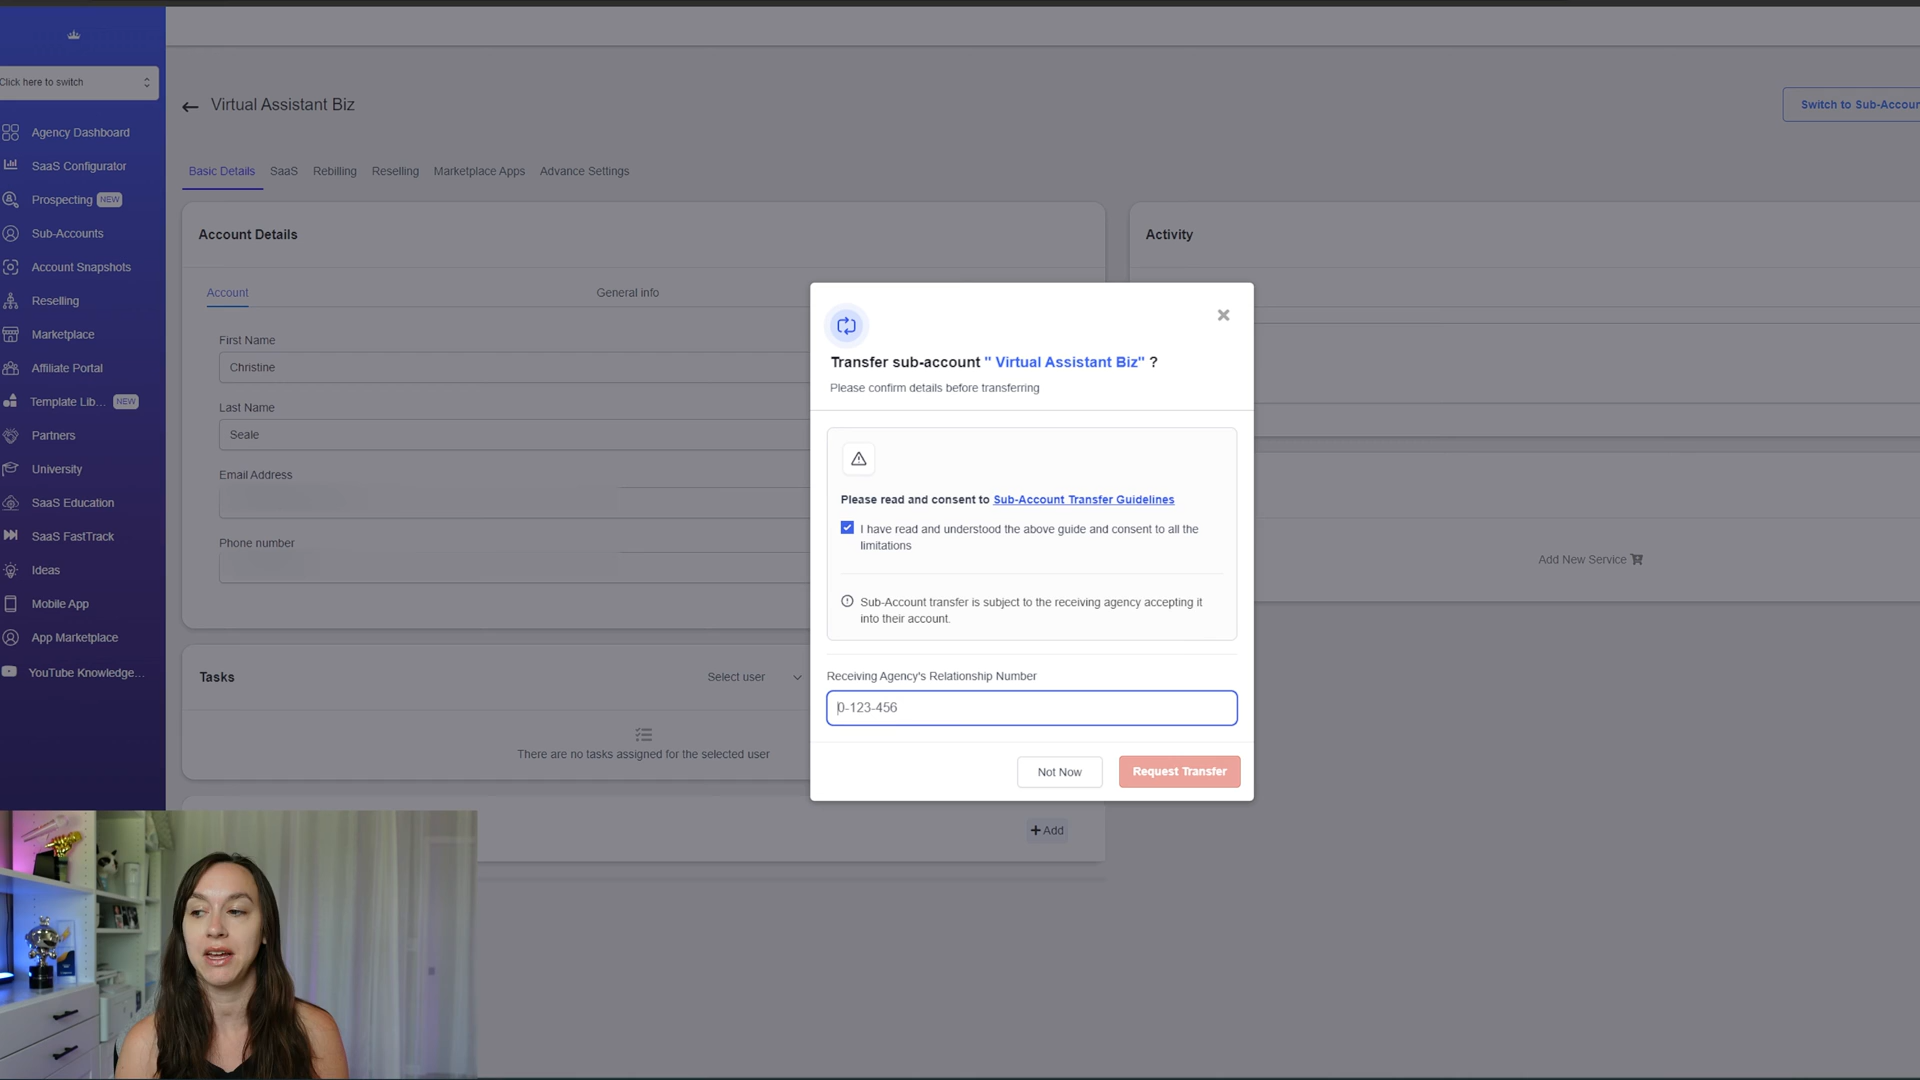 Click here to switch
Agency Dashboard
SaaS Configurator
Prospecting NEW
Sub-Accounts
Account Snapshots
Reselling
Marketplace
Affiliate Portal
Template Lib... NEW
Partners
University
SaaS Education
SaaS FastTrack
Ideas
Mobile App
App Marketplace
YouTube Knowledge...
Virtual Assistant Biz
Switch to Sub-Accoun
Basic Details SaaS Rebilling Reselling Marketplace Apps Advance Settings
Account Details
Account General info
First Name
Christine
Last Name
Seale
Email Address
Phone number
Tasks Select user
There are no tasks assigned for the selected user
Add
Activity
Add New Service
Transfer sub-account " Virtual Assistant Biz" ?
Please confirm details before transferring
Please read and consent to Sub-Account Transfer Guidelines
I have read and understood the above guide and consent to all the
limitations
Sub-Account transfer is subject to the receiving agency accepting it
into their account.
Receiving Agency's Relationship Number
0-123-456
Not Now Request Transfer